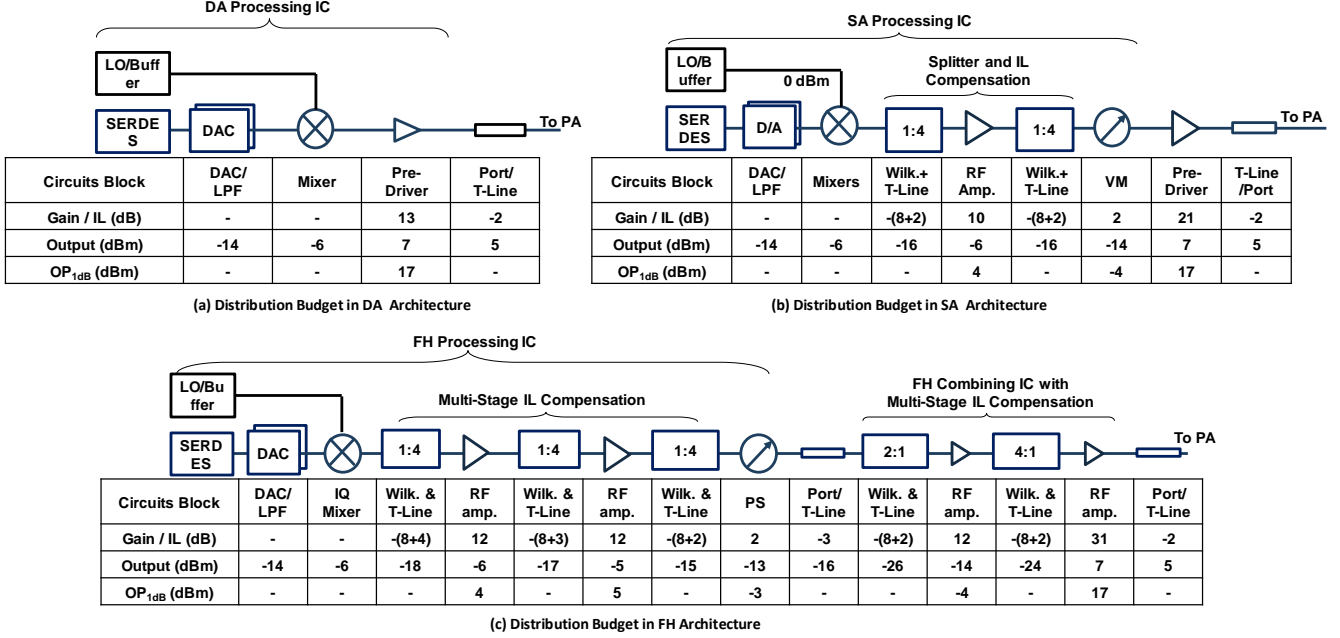 DA Processing IC
LO/Buff
er
SERDE
S
DAC
To PA
Circuits Block DAC/ LPF Mixer Pre- Driver Port/ T-Line
Gain / IL (dB) - - 13 -2
Output (dBm) -14 -6 7 5
OP1dB (dBm) - - 17 -
(a) Distribution Budget in DA Architecture
SA Processing IC
LO/B
uffer
0 dBm
Splitter and IL
Compensation
SER
DES
D/A
1:4
1:4
To PA
Circuits Block DAC/ LPF Mixers Wilk.+ T-Line RF Amp. Wilk.+ T-Line VM Pre- Driver T-Line /Port
Gain / IL (dB) - - -(8+2) 10 -(8+2) 2 21 -2
Output (dBm) -14 -6 -16 -6 -16 -14 7 5
OP1dB (dBm) - - - 4 - -4 17 -
(b) Distribution Budget in SA Architecture
FH Processing IC
LO/Bu
ffer
Multi-Stage IL Compensation
FH Combining IC with
Multi-Stage IL Compensation
SERD
ES
DAC
1:4
1:4
1:4
2:1
4:1
To PA
Circuits Block DAC/ LPF IQ Mixer Wilk. & T-Line RF amp. Wilk. & T-Line RF amp. Wilk. & T-Line PS Port/ T-Line Wilk. & T-Line RF amp. Wilk. & T-Line RF amp. Port/ T-Line
Gain / IL (dB) - - -(8+4) 12 -(8+3) 12 -(8+2) 2 -3 -(8+2) 12 -(8+2) 31 -2
Output (dBm) -14 -6 -18 -6 -17 -5 -15 -13 -16 -26 -14 -24 7 5
OP1dB (dBm) - - - 4 - 5 - -3 - - -4 - 17 -
(c) Distribution Budget in FH Architecture